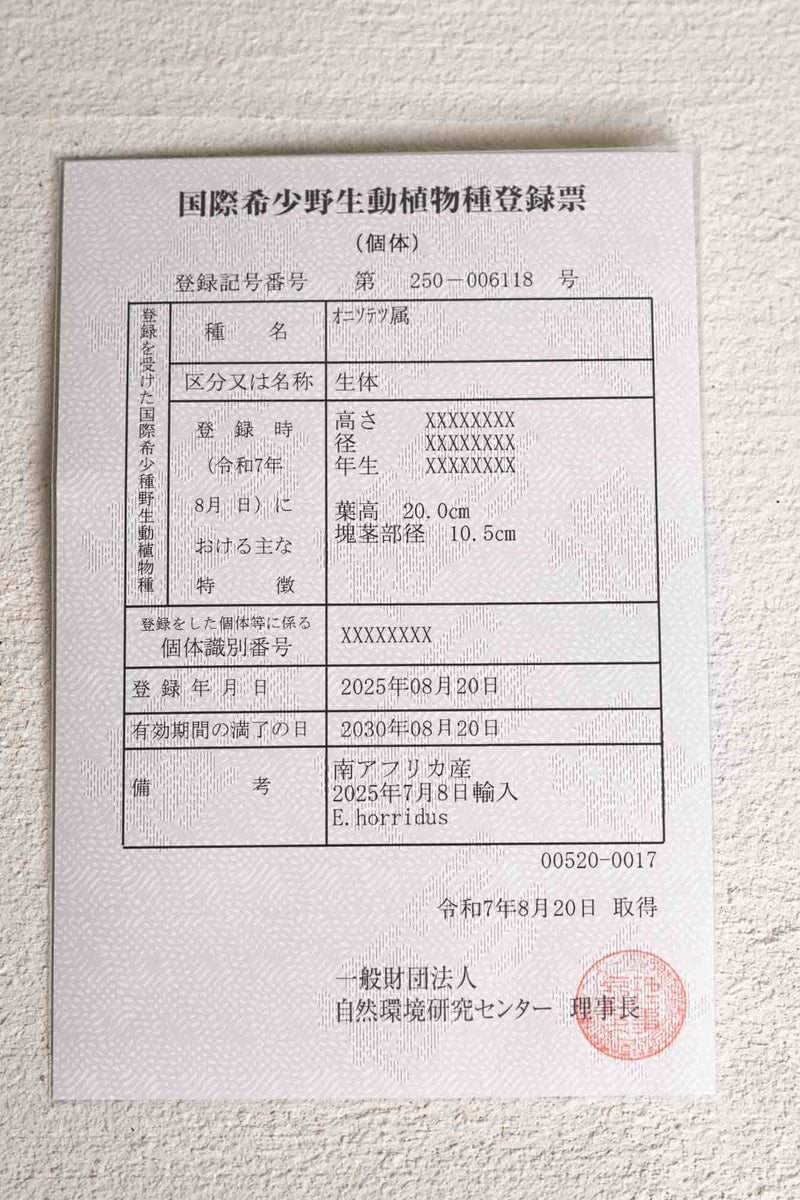 国際希少野生動植物種登録票
(個体)
登録記号番号 第 250-006118 号
登録を受けた国際希少種野生動植物種
種 名 オニソテツ属
区分又は名称 生体
登録時(令和7年8月 日)における主な特徴
高さ XXXXXXXX
径 XXXXXXXX
年生 XXXXXXXX
葉高 20.0cm
塊茎部径 10.5cm
登録をした個体等に係る
個体識別番号 XXXXXXXX
登録年月日 2025年08月20日
有効期間の満了の日 2030年08月20日
備 考 南アフリカ産
2025年7月8日輸入
E.horridus
00520-0017
令和7年8月20日 取得
一般財団法人
自然環境研究センター 理事長